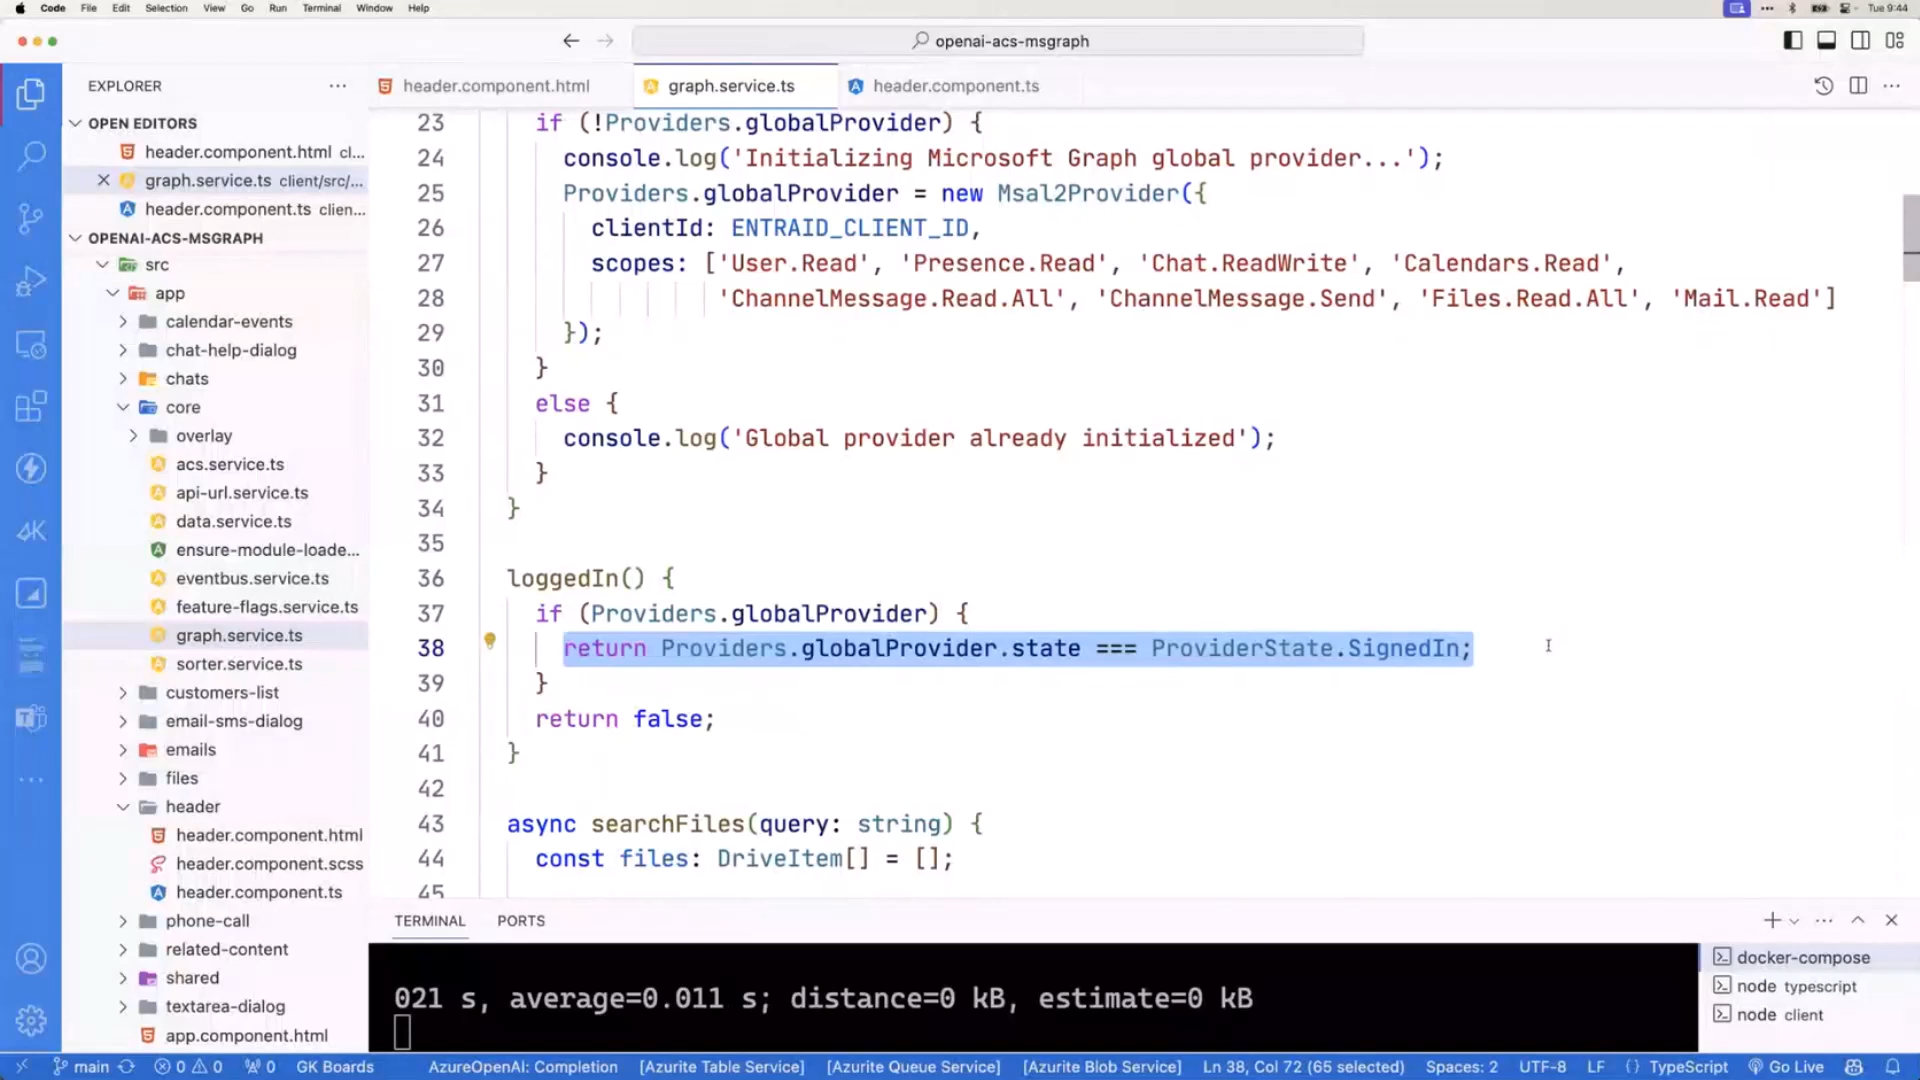 Code File Edit Selection View Go Run Terminal Window Help Tue 9:44
openai-acs-msgraph
EXPLORER
header.component.html graph.service.ts header.component.ts
OPEN EDITORS
header.component.html cl...
graph.service.ts client/src/...
header.component.ts clien...
OPENAI-ACS-MSGRAPH
src
app
calendar-events
chat-help-dialog
chats
core
overlay
acs.service.ts
api-url.service.ts
data.service.ts
ensure-module-loade...
eventbus.service.ts
feature-flags.service.ts
graph.service.ts
sorter.service.ts
customers-list
email-sms-dialog
emails
files
header
header.component.html
header.component.scss
header.component.ts
phone-call
related-content
shared
textarea-dialog
app.component.html
23 if (!Providers.globalProvider) {
24 console.log('Initializing Microsoft Graph global provider...');
25 Providers.globalProvider = new Msal2Provider({
26 clientId: ENTRAID_CLIENT_ID,
27 scopes: ['User.Read', 'Presence.Read', 'Chat.ReadWrite', 'Calendars.Read',
28 'ChannelMessage.Read.All', 'ChannelMessage.Send', 'Files.Read.All', 'Mail.Read']
29 });
30 }
31 else {
32 console.log('Global provider already initialized');
33 }
34 }
35
36 loggedIn() {
37 if (Providers.globalProvider) {
38 return Providers.globalProvider.state === ProviderState.SignedIn;
39 }
40 return false;
41 }
42
43 async searchFiles(query: string) {
44 const files: DriveItem[] = [];
45
TERMINAL PORTS
021 s, average=0.011 s; distance=0 kB, estimate=0 kB
docker-compose
node typescript
node client
main 0 0 0 GK Boards AzureOpenAI: Completion [Azurite Table Service] [Azurite Queue Service] [Azurite Blob Service] Ln 38, Col 72 (65 selected) Spaces: 2 UTF-8 LF {} TypeScript Go Live